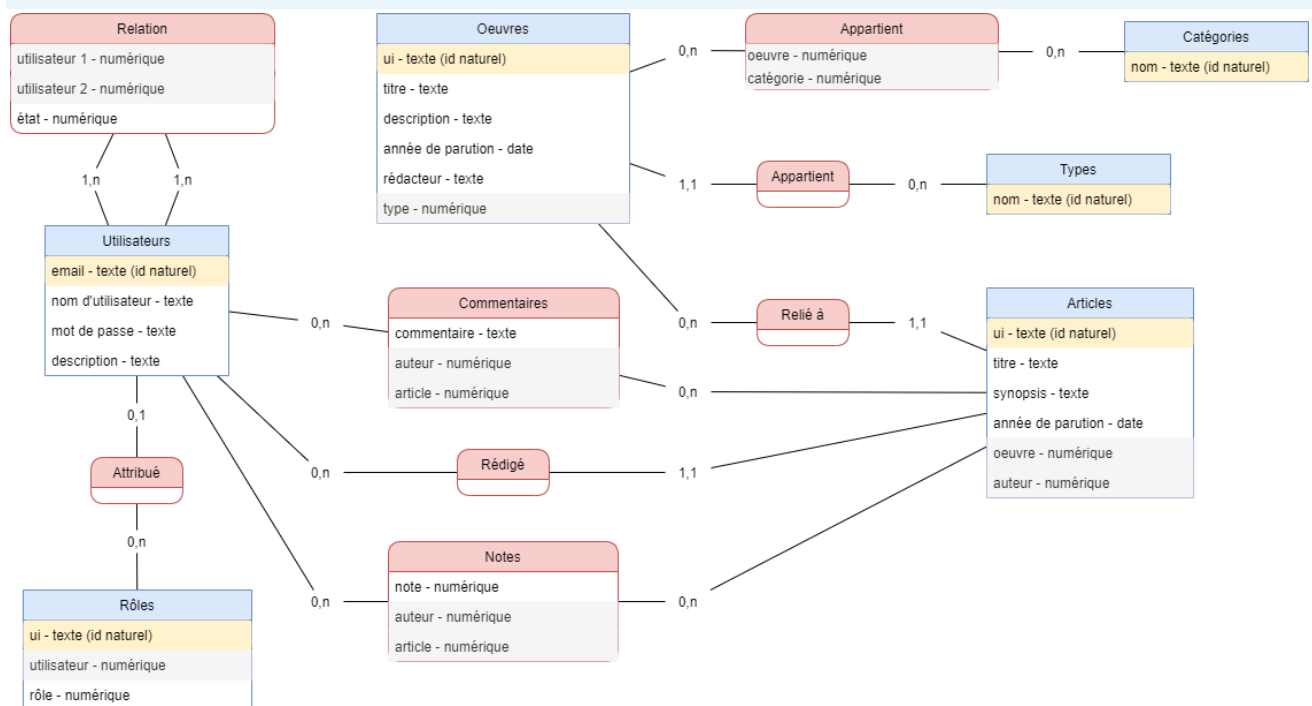 Relation
utilisateur 1 - numérique
utilisateur 2 - numérique
état - numérique
Oeuvres
ui - texte (id naturel)
titre - texte
description - texte
année de parution - date
rédacteur - texte
type - numérique
0,n
Appartient
oeuvre - numérique
catégorie - numérique
0,n
Catégories
nom - texte (id naturel)
1,n
1,n
1,1
Appartient
0,n
Types
nom - texte (id naturel)
Utilisateurs
email - texte (id naturel)
nom d'utilisateur - texte
mot de passe - texte
description - texte
0,n
Commentaires
commentaire - texte
auteur - numérique
article - numérique
0,n
Relié à
1,1
0,n
Articles
ui - texte (id naturel)
titre - texte
synopsis - texte
année de parution - date
oeuvre - numérique
auteur - numérique
0,1
Attribué
0,n
0,n
Rédigé
1,1
0,n
Notes
note - numérique
auteur - numérique
article - numérique
0,n
Rôles
ui - texte (id naturel)
utilisateur - numérique
rôle - numérique